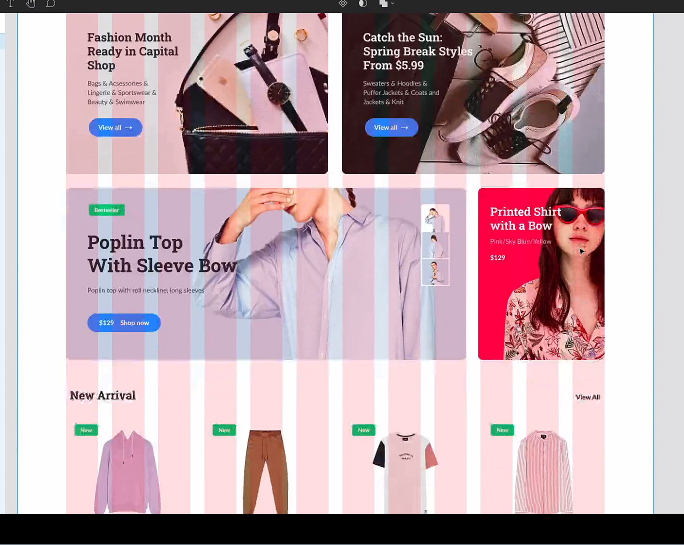 Fashion Month
Ready in Capital
Shop
Bags & Acsessories &
Lingerie & Sportswear &
Beauty & Swimwear
View all →
Catch the Sun:
Spring Break Styles
From $5.99
Sweaters & Hoodies &
Puffer Jackets & Coats and
Jackets & Knit
View all →
Bestseller
Poplin Top
With Sleeve Bow
Poplin top with roll neckline, long sleeves
$129 Shop now
Printed Shirt
with a Bow
Pink/Sky Blue/Yellow
$129
New Arrival
View All
New
New
New
New